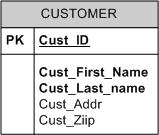 CUSTOMER
PK Cust_ID
Cust_First_Name
Cust_Last_name
Cust_Addr
Cust_Ziip